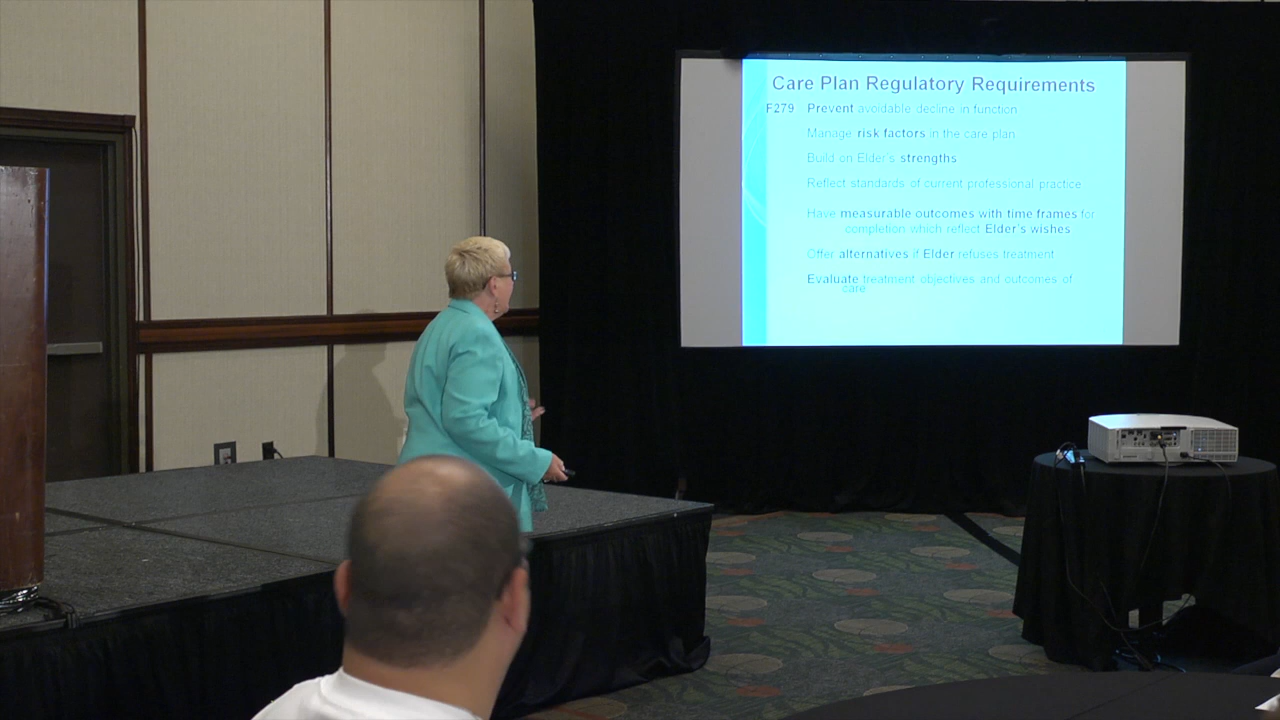 Care Plan Regulatory Requirements
F279 Prevent avoidable decline in function
Manage risk factors in the care plan
Build on Elder's strengths
Reflect standards of current professional practice
Have measurable outcomes with time frames for
completion which reflect Elder's wishes
Offer alternatives if Elder refuses treatment
Evaluate treatment objectives and outcomes of
care